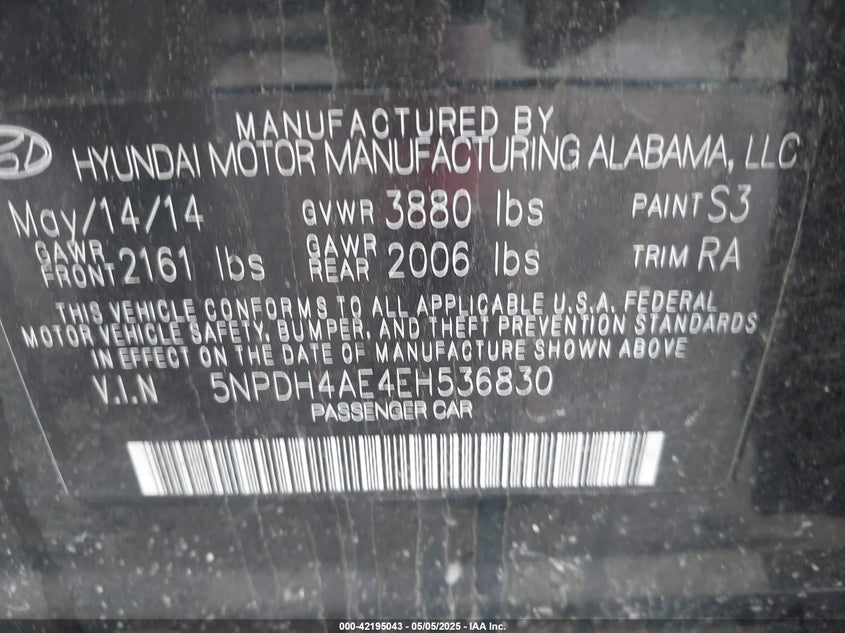 MANUFACTURED BY
HYUNDAI MOTOR MANUFACTURING ALABAMA, LLC
May/14/14 GVWR 3880 lbs PAINT S3
GAWR FRONT 2161 lbs GAWR REAR 2006 lbs TRIM RA
THIS VEHICLE CONFORMS TO ALL APPLICABLE U.S.A. FEDERAL
MOTOR VEHICLE SAFETY, BUMPER, AND THEFT PREVENTION STANDARDS
IN EFFECT ON THE DATE OF MANUFACTURE SHOWN ABOVE
V.I.N 5NPDH4AE4EH536830
PASSENGER CAR
000-42195043 - 05/05/2025 - IAA Inc.